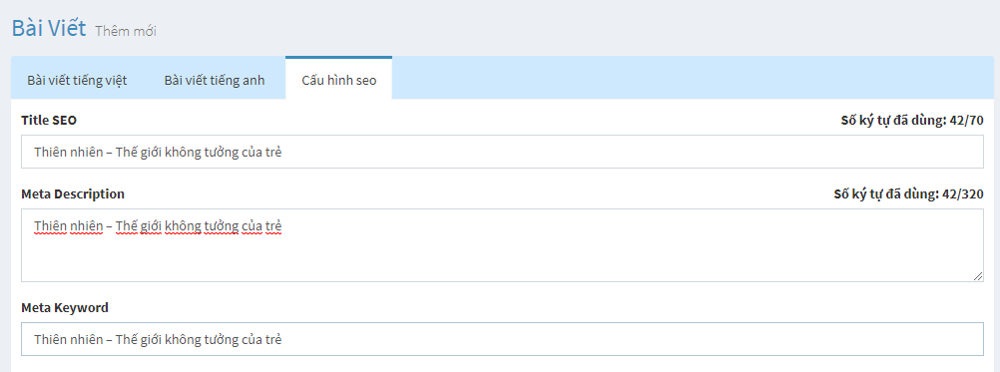 Bài Viết Thêm mới
Bài viết tiếng việt Bài viết tiếng anh Cấu hình seo
Title SEO Số ký tự đã dùng: 42/70
Thiên nhiên – Thế giới không tưởng của trẻ
Meta Description Số ký tự đã dùng: 42/320
Thiên nhiên – Thế giới không tưởng của trẻ
Meta Keyword
Thiên nhiên – Thế giới không tưởng của trẻ